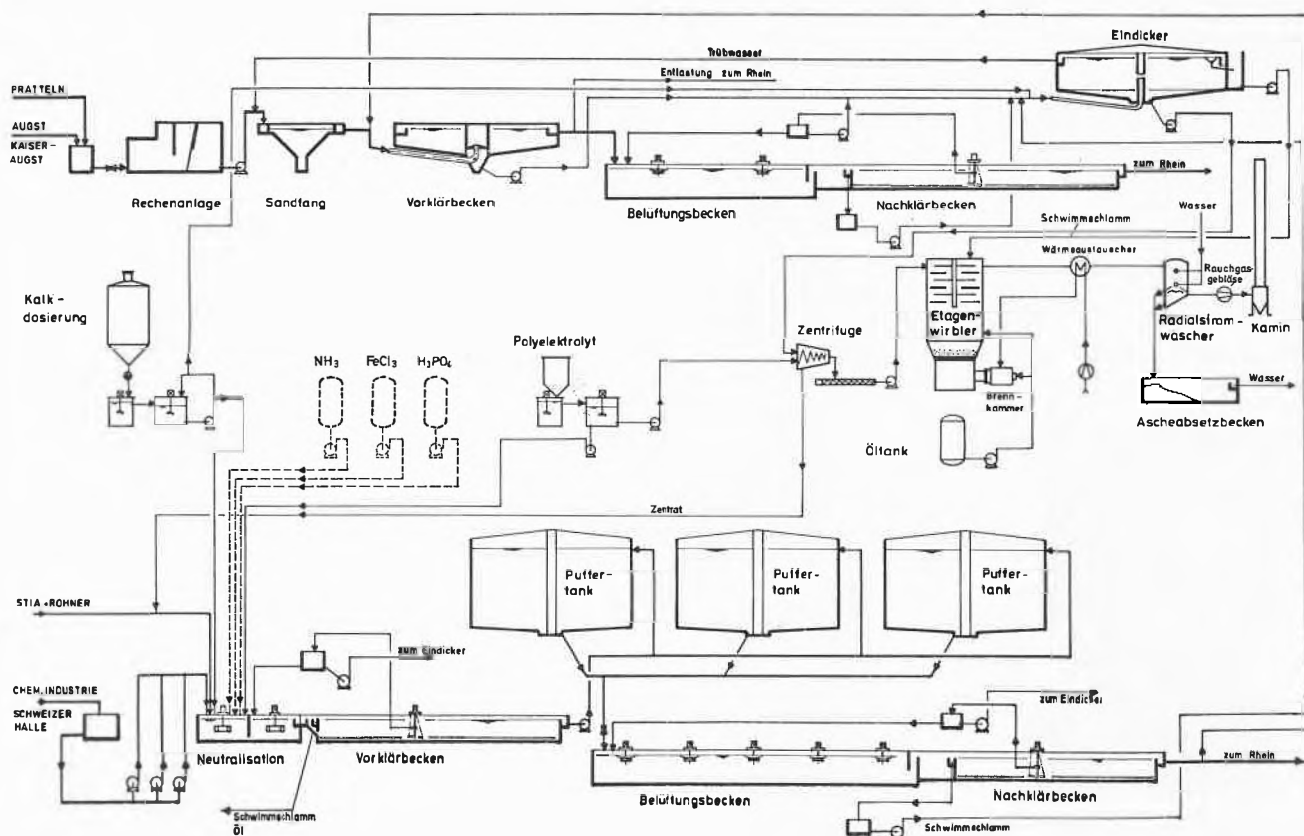 Eindicker
Trübwasser
Entlastung zum Rhein
PRATTELN
AUGST
KAISER-
AUGST
Rechenanlage
Sandfang
Vorklärbecken
Belüftungsbecken
Nachklärbecken
zum Rhein
Schwimmschlamm
Wasser
Wärmeaustauscher
Rauchgas-
gebläse
Radialstrom-
wascher
Kamin
Kalk-
dosierung
NH3
FeCl3
H3PO4
Polyelektrolyt
Zentrifuge
Etagen-
wirbler
M
Brenn-
kammer
Öltank
Wasser
Ascheabsetzbecken
Zentrat
Puffer-
tank
Puffer-
tank
Puffer-
tank
STIA + ROHNER
zum Eindicker
CHEM. INDUSTRIE
SCHWEIZER
HALLE
Neutralisation
Vorklärbecken
Schwimmschlamm
Öl
zum Eindicker
Belüftungsbecken
Nachklärbecken
zum Rhein
Schwimmschlamm